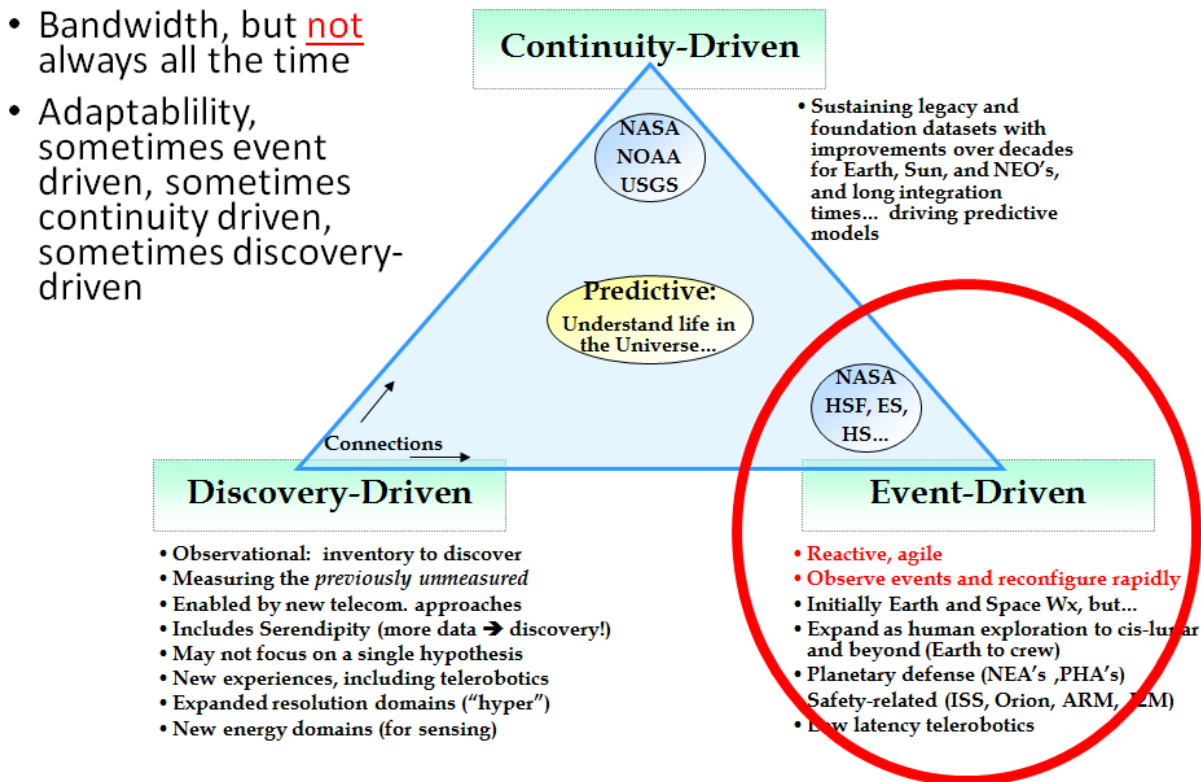 • Bandwidth, but not
always all the time
• Adaptablility,
sometimes event
driven, sometimes
continuity driven,
sometimes discovery-
driven
Continuity-Driven
NASA
NOAA
USGS
• Sustaining legacy and
foundation datasets with
improvements over decades
for Earth, Sun, and NEO's,
and long integration
times... driving predictive
models
Predictive:
Understand life in
the Universe...
NASA
HSF, ES,
HS...
Connections
Discovery-Driven
• Observational: inventory to discover
• Measuring the previously unmeasured
• Enabled by new telecom. approaches
• Includes Serendipity (more data ➔ discovery!)
• May not focus on a single hypothesis
• New experiences, including telerobotics
• Expanded resolution domains ("hyper")
• New energy domains (for sensing)
Event-Driven
• Reactive, agile
• Observe events and reconfigure rapidly
• Initially Earth and Space Wx, but...
• Expand as human exploration to cis-lunar
and beyond (Earth to crew)
• Planetary defense (NEA's ,PHA's)
Safety-related (ISS, Orion, ARM, J2M)
• Low latency telerobotics